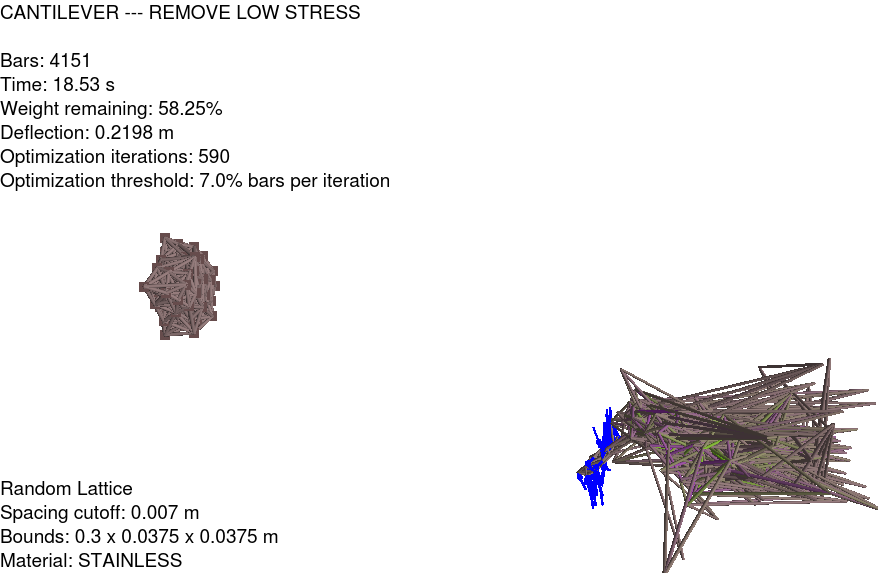 CANTILEVER --- REMOVE LOW STRESS
Bars: 4151
Time: 18.53 s
Weight remaining: 58.25%
Deflection: 0.2198 m
Optimization iterations: 590
Optimization threshold: 7.0% bars per iteration
Random Lattice
Spacing cutoff: 0.007 m
Bounds: 0.3 x 0.0375 x 0.0375 m
Material: STAINLESS